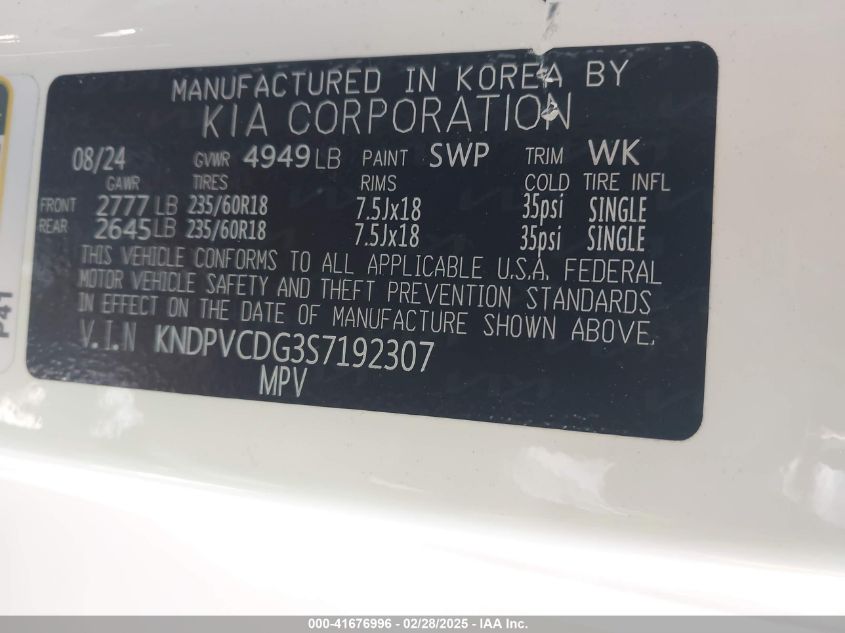 MANUFACTURED IN KOREA BY
KIA CORPORATION
08/24 GVWR 4949 LB PAINT SWP TRIM WK
GAWR TIRES RIMS COLD TIRE INFL
FRONT 2777 LB 235/60R18 7.5Jx18 35psi SINGLE
REAR 2645 LB 235/60R18 7.5Jx18 35psi SINGLE
THIS VEHICLE CONFORMS TO ALL APPLICABLE U.S.A. FEDERAL
MOTOR VEHICLE SAFETY AND THEFT PREVENTION STANDARDS
IN EFFECT ON THE DATE OF MANUFACTURE SHOWN ABOVE.
V.I.N KNDPVCDG3S7192307
MPV
P41
000-41676996 - 02/28/2025 - IAA Inc.